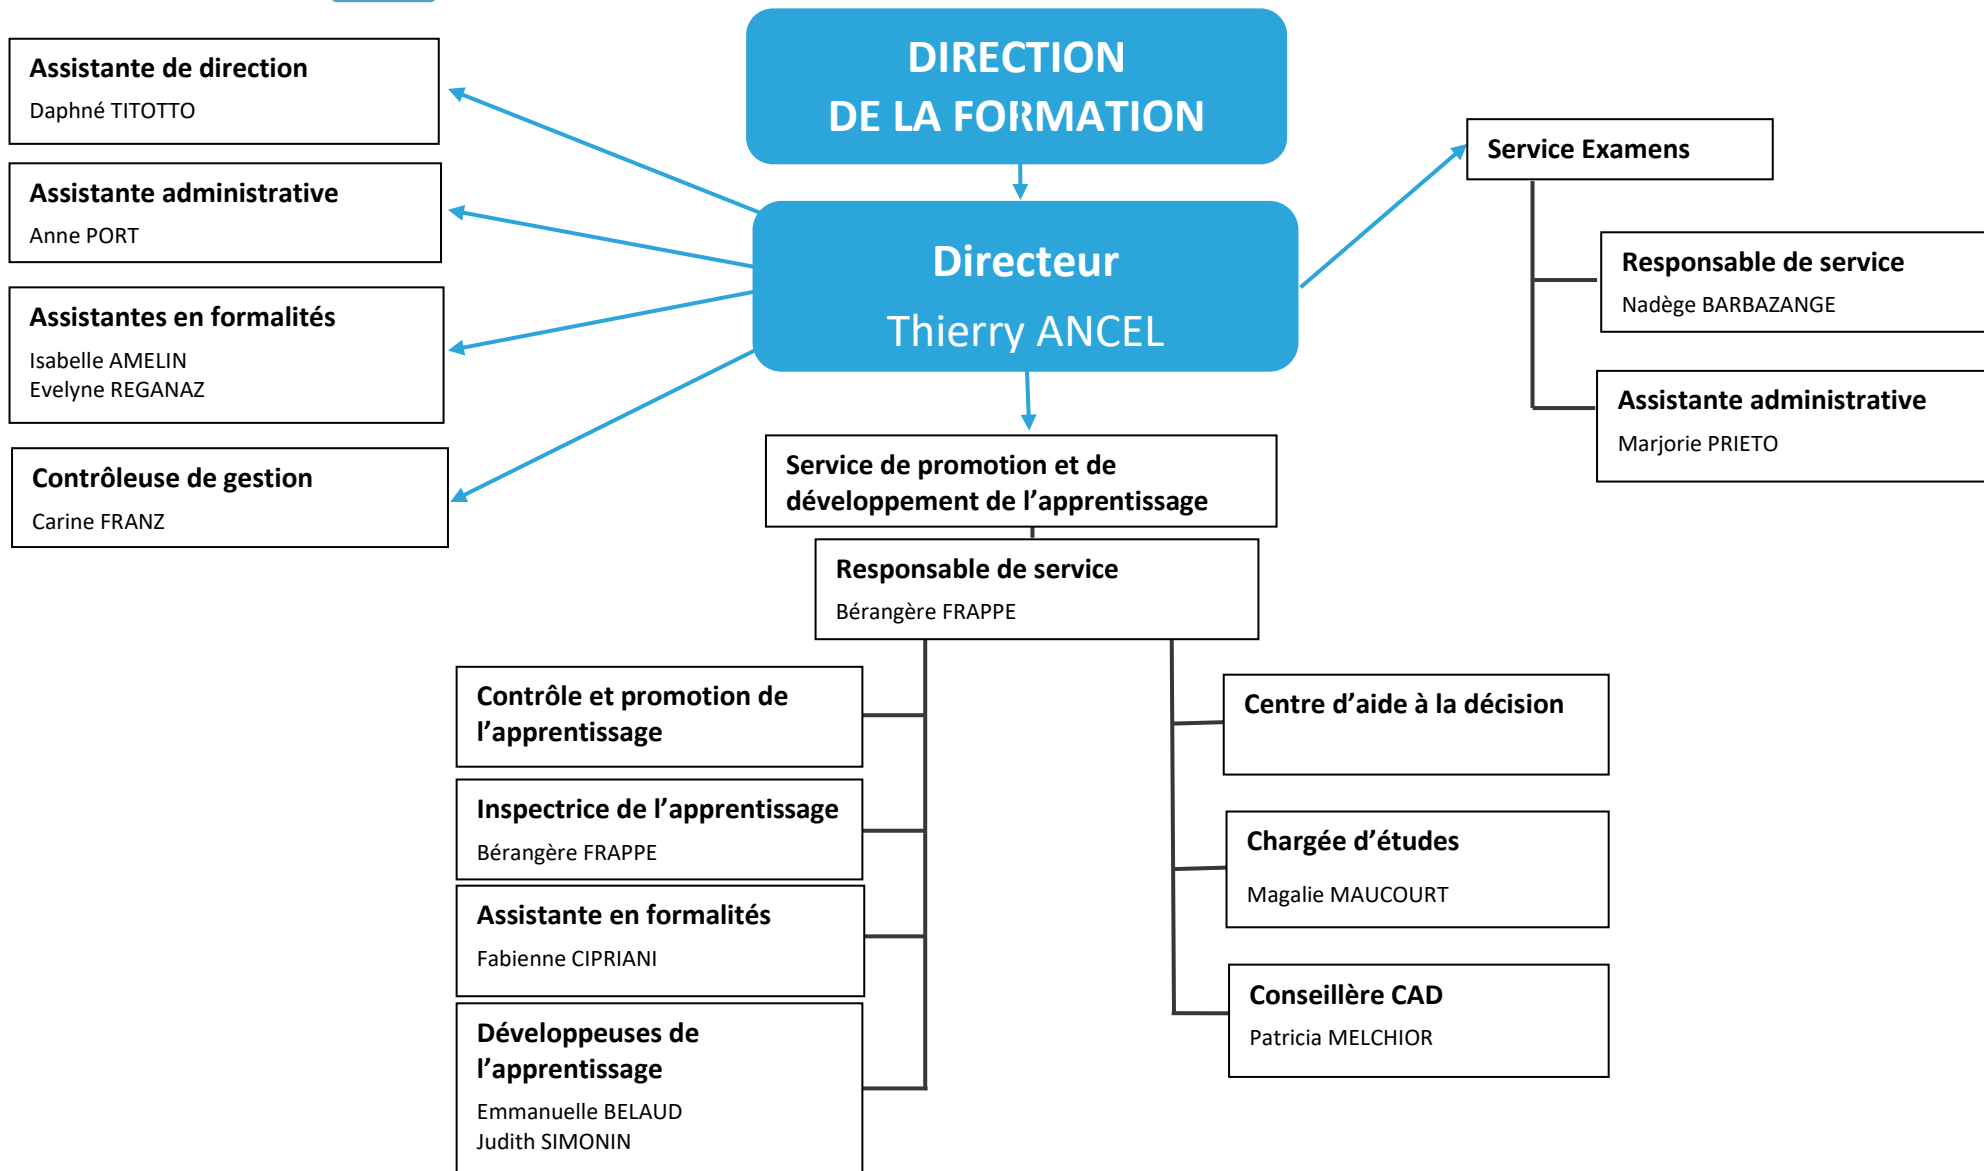 DIRECTION
DE LA FORMATION
Directeur
Thierry ANCEL
Assistante de direction
Daphné TITOTTO
Assistante administrative
Anne PORT
Assistantes en formalités
Isabelle AMELIN
Evelyne REGANAZ
Contrôleuse de gestion
Carine FRANZ
Service Examens
Responsable de service
Nadège BARBAZANGE
Assistante administrative
Marjorie PRIETO
Service de promotion et de
développement de l’apprentissage
Responsable de service
Bérangère FRAPPE
Contrôle et promotion de
l’apprentissage
Inspectrice de l’apprentissage
Bérangère FRAPPE
Assistante en formalités
Fabienne CIPRIANI
Développeuses de
l’apprentissage
Emmanuelle BELAUD
Judith SIMONIN
Centre d’aide à la décision
Chargée d’études
Magalie MAUCOURT
Conseillère CAD
Patricia MELCHIOR